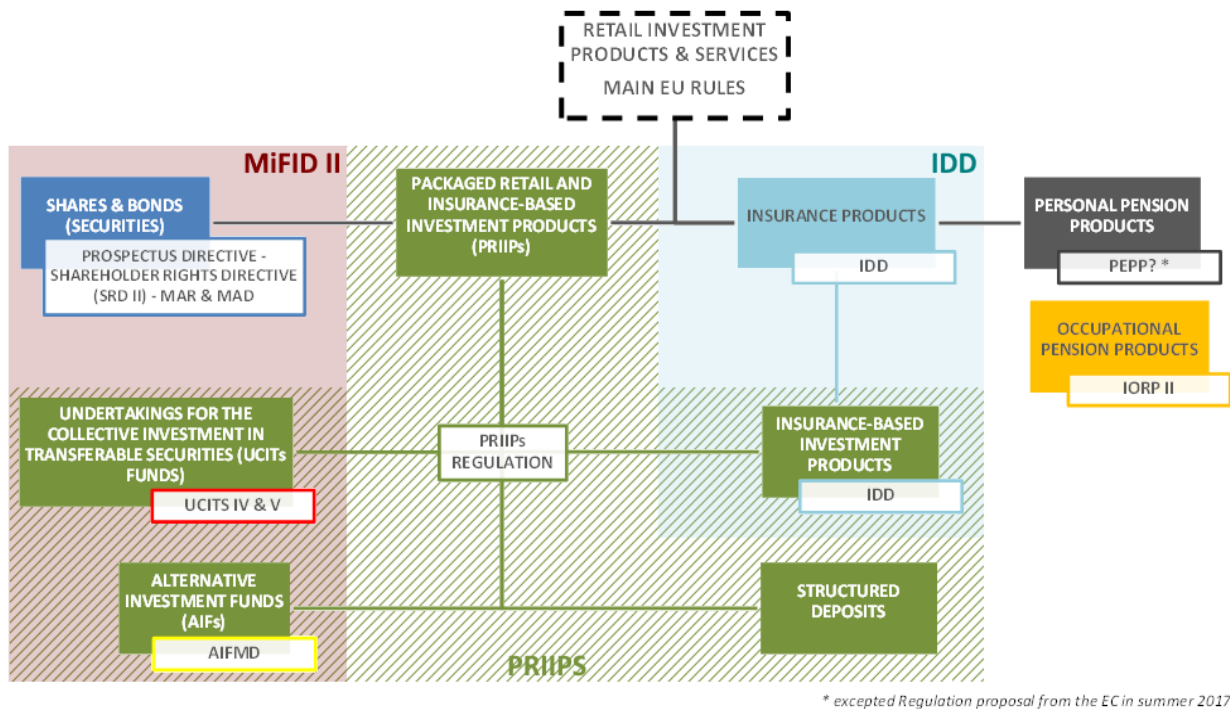 RETAIL INVESTMENT
PRODUCTS & SERVICES
MAIN EU RULES
MiFID II
IDD
SHARES & BONDS
(SECURITIES)
PROSPECTUS DIRECTIVE -
SHAREHOLDER RIGHTS DIRECTIVE
(SRD II) - MAR & MAD
PACKAGED RETAIL AND
INSURANCE-BASED
INVESTMENT PRODUCTS
(PRIIPs)
INSURANCE PRODUCTS
IDD
PERSONAL PENSION
PRODUCTS
PEPP? *
OCCUPATIONAL
PENSION PRODUCTS
IORP II
UNDERTAKINGS FOR THE
COLLECTIVE INVESTMENT IN
TRANSFERABLE SECURITIES (UCITs
FUNDS)
UCITS IV & V
PRIIPs
REGULATION
INSURANCE-BASED
INVESTMENT
PRODUCTS
IDD
ALTERNATIVE
INVESTMENT FUNDS
(AIFs)
AIFMD
STRUCTURED
DEPOSITS
PRIIPS
* excepted Regulation proposal from the EC in summer 2017